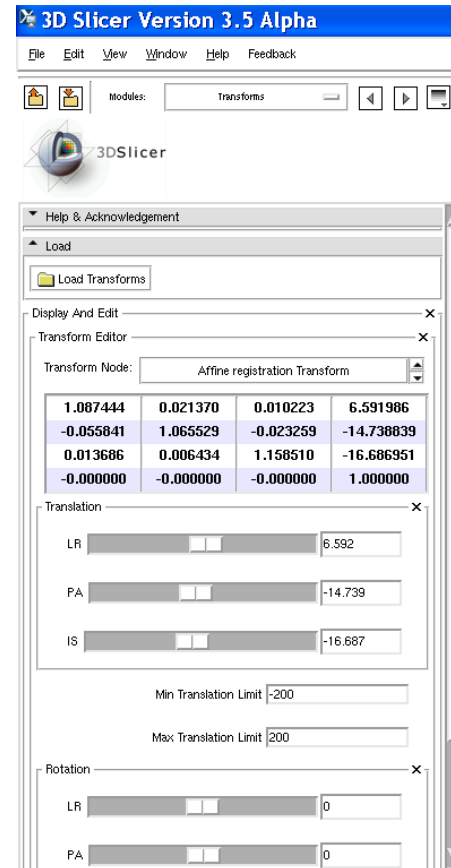 3D Slicer Version 3.5 Alpha
File Edit View Window Help Feedback
Modules: Transforms
3DSlicer
Help & Acknowledgement
Load
Load Transforms
Display And Edit
Transform Editor
Transform Node: Affine registration Transform
1.087444 0.021370 0.010223 6.591986
-0.055841 1.065529 -0.023259 -14.738839
0.013686 0.006434 1.158510 -16.686951
-0.000000 -0.000000 -0.000000 1.000000
Translation
LR 6.592
PA -14.739
IS -16.687
Min Translation Limit -200
Max Translation Limit 200
Rotation
LR 0
PA 0